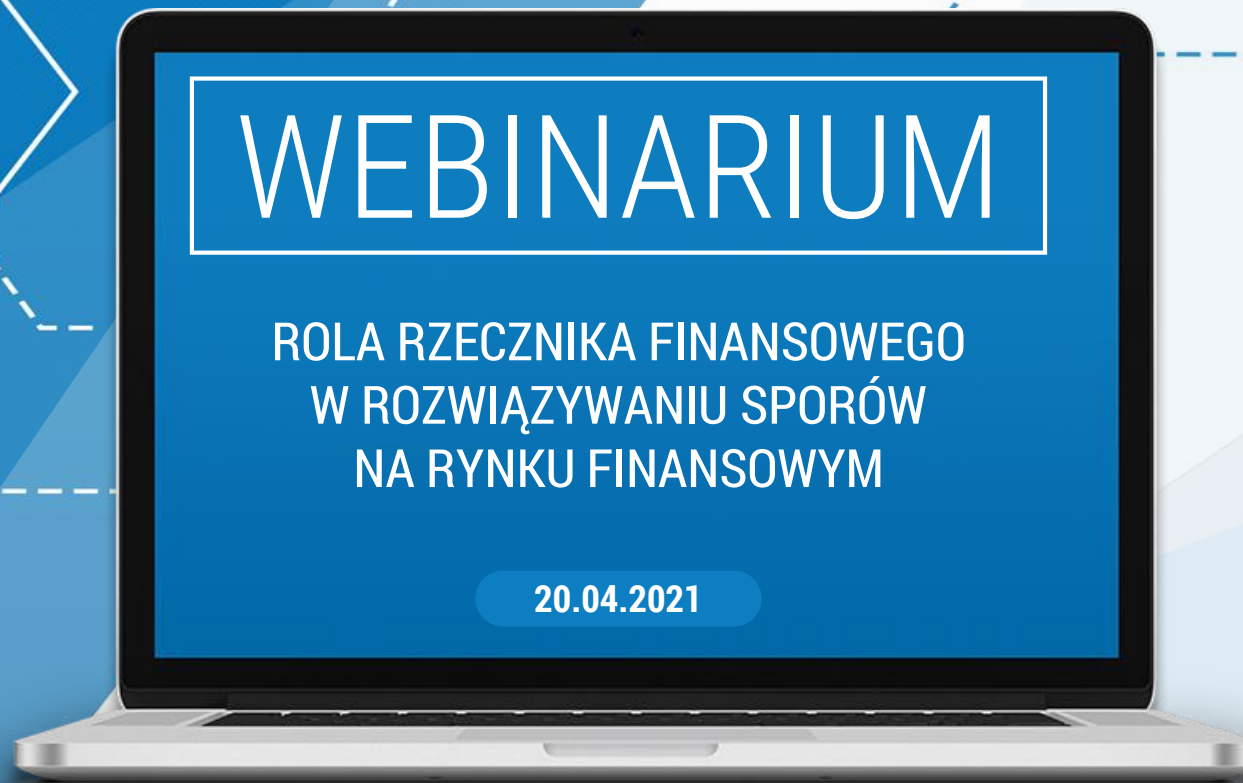 WEBINARIUM
ROLA RZECZNIKA FINANSOWEGO
W ROZWIĄZYWANIU SPORÓW
NA RYNKU FINANSOWYM
20.04.2021